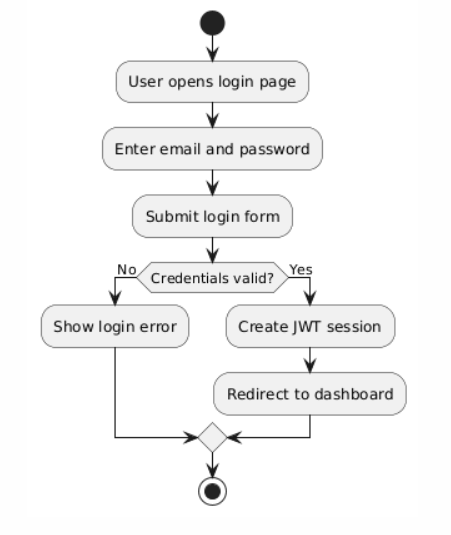 User opens login page
Enter email and password
Submit login form
No
Credentials valid?
Yes
Show login error
Create JWT session
Redirect to dashboard